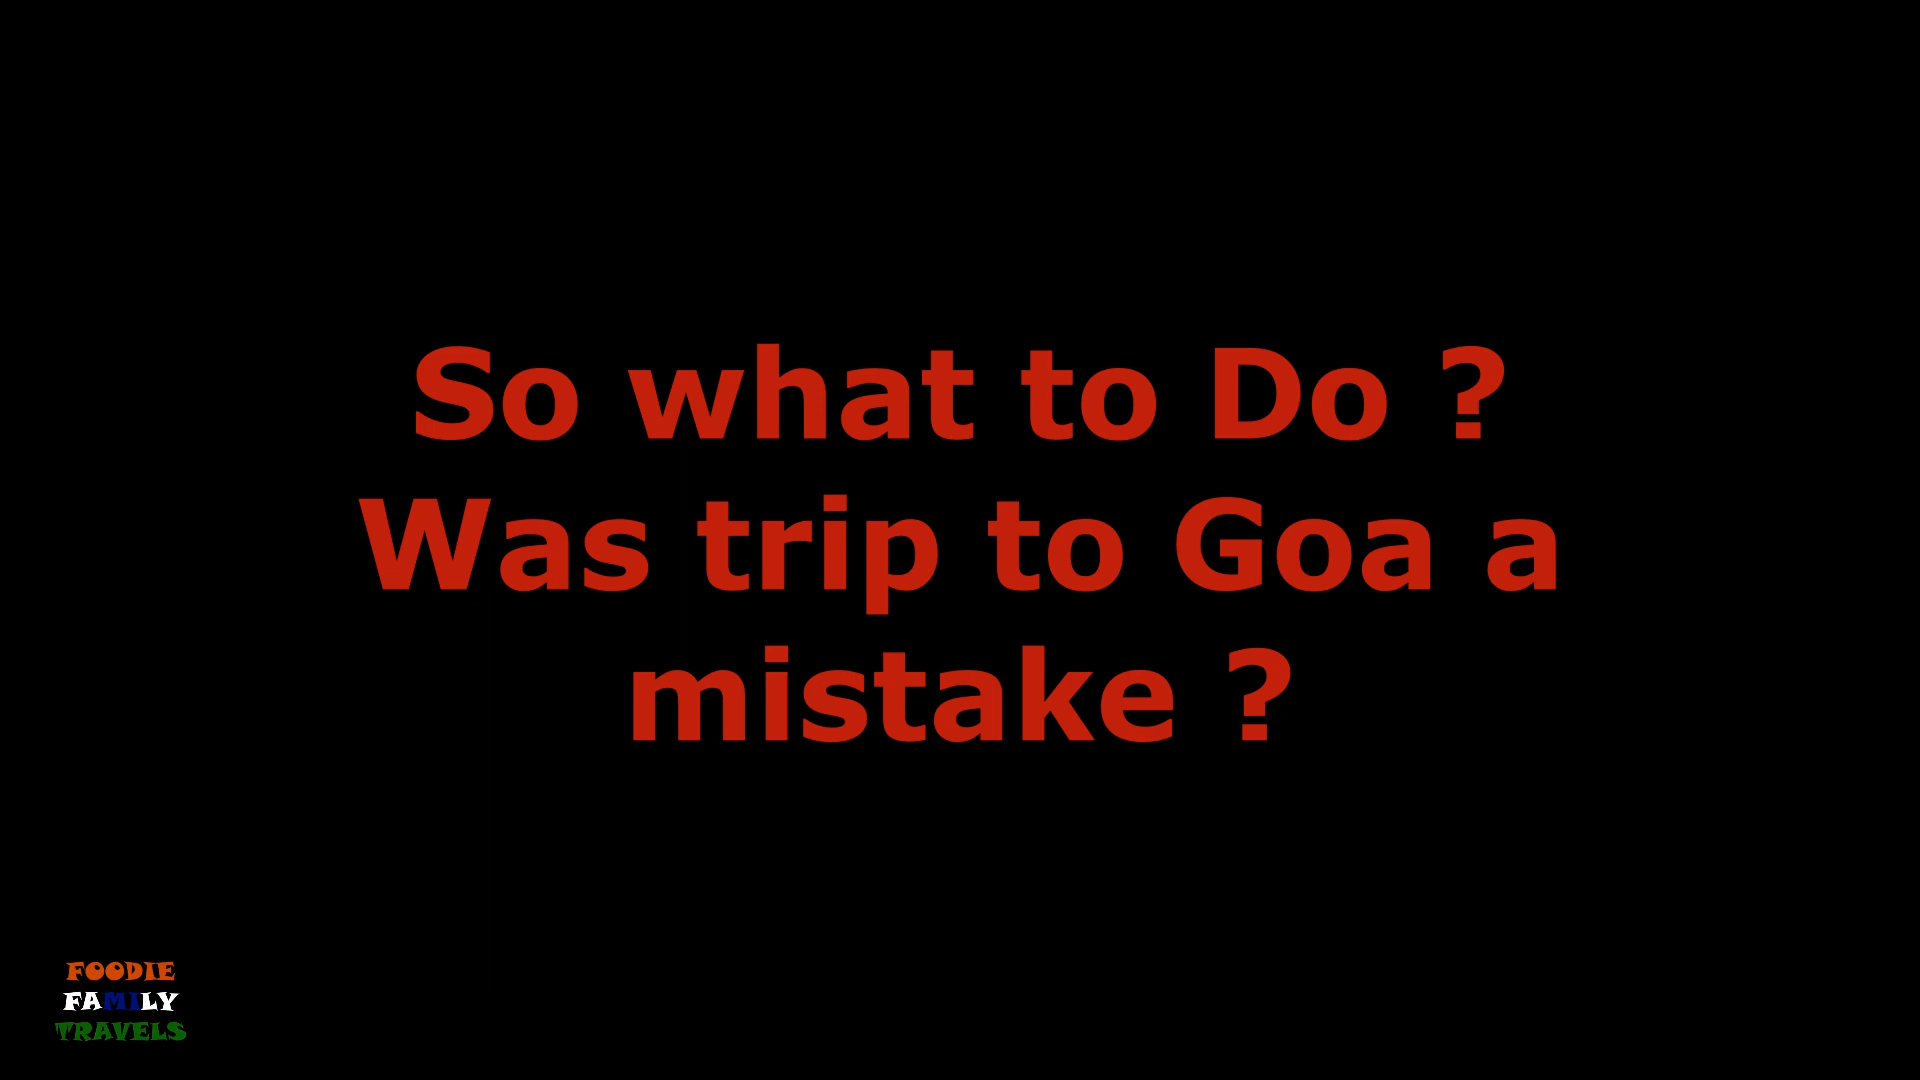 So what to Do ?
Was trip to Goa a
mistake ?
FOODIE
FAMILY
TRAVELS